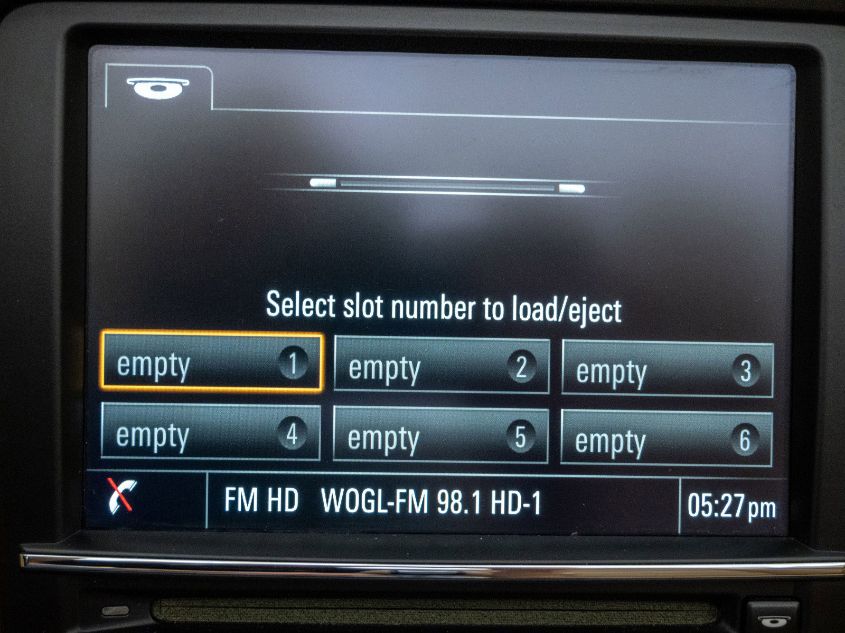 Select slot number to load/eject
empty 1 empty 2 empty 3
empty 4 empty 5 empty 6
FM HD WOGL-FM 98.1 HD-1 05:27pm